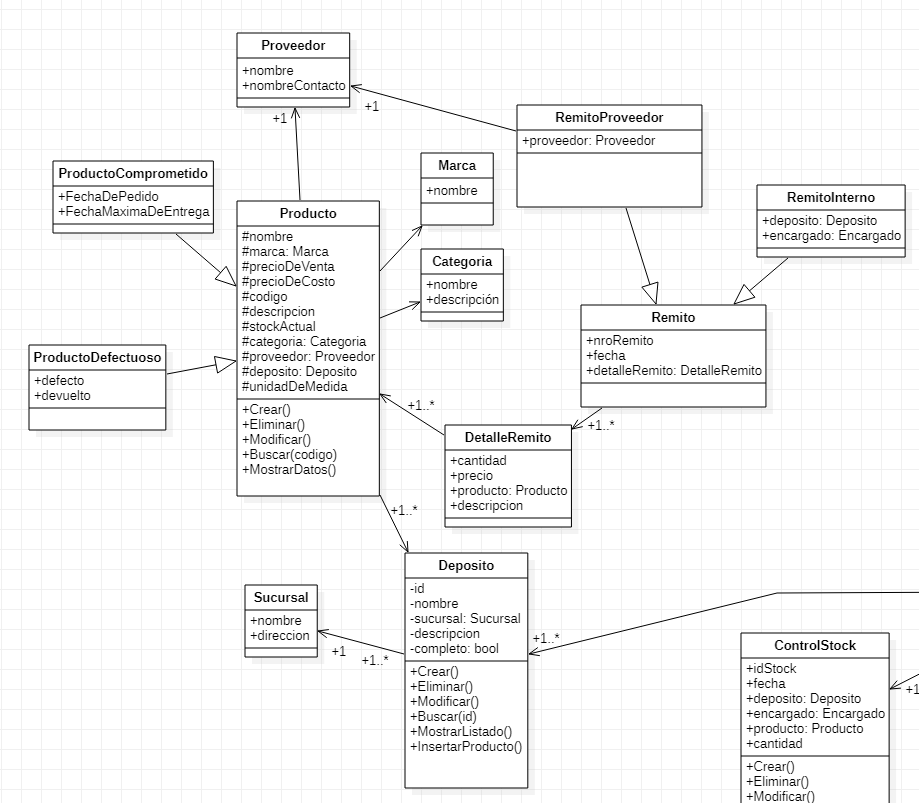 Proveedor
+nombre
+nombreContacto
+1
+1
RemitoProveedor
+proveedor: Proveedor
ProductoComprometido
+FechaDePedido
+FechaMaximaDeEntrega
Marca
+nombre
RemitoInterno
+deposito: Deposito
+encargado: Encargado
Producto
#nombre
#marca: Marca
#precioDeVenta
#precioDeCosto
#codigo
#descripcion
#stockActual
#categoria: Categoria
#proveedor: Proveedor
#deposito: Deposito
#unidadDeMedida
+Crear()
+Eliminar()
+Modificar()
+Buscar(codigo)
+MostrarDatos()
Categoria
+nombre
+descripción
Remito
+nroRemito
+fecha
+detalleRemito: DetalleRemito
ProductoDefectuoso
+defecto
+devuelto
+1..*
+1..*
DetalleRemito
+cantidad
+precio
+producto: Producto
+descripcion
+1..*
Deposito
-id
-nombre
-sucursal: Sucursal
-descripcion
-completo: bool
+Crear()
+Eliminar()
+Modificar()
+Buscar(id)
+MostrarListado()
+InsertarProducto()
Sucursal
+nombre
+direccion
+1
+1..*
+1..*
ControlStock
+idStock
+fecha
+deposito: Deposito
+encargado: Encargado
+producto: Producto
+cantidad
+Crear()
+Eliminar()
+Modificar()
+1